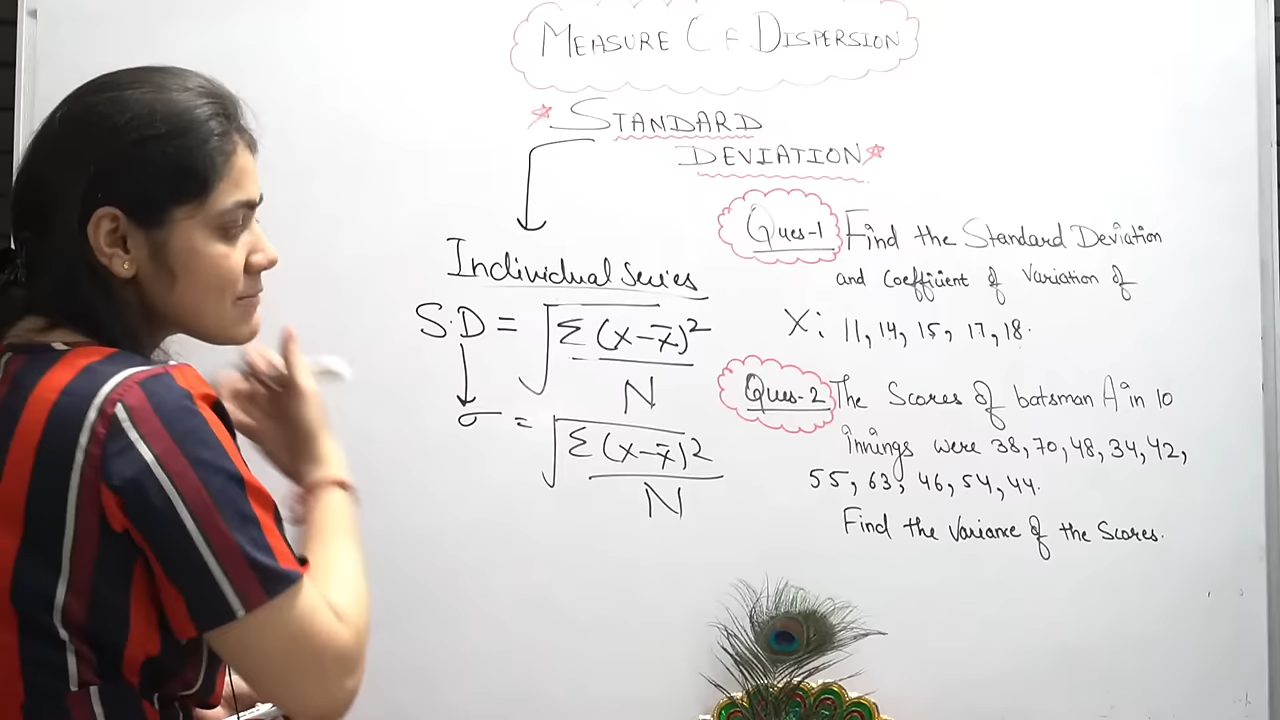 MEASURE OF DISPERSION
STANDARD
DEVIATION
Individual Series
S.D = √Σ(x-x̄)²/N
σ = √Σ(x-x̄)²/N
Ques-1 Find the Standard Deviation
and Coefficient of Variation of
X: 11, 14, 15, 17, 18.
Ques-2 The Scores of batsman A in 10
innings were 38, 70, 48, 34, 42,
55, 63, 46, 54, 44.
Find the Variance of the Scores.